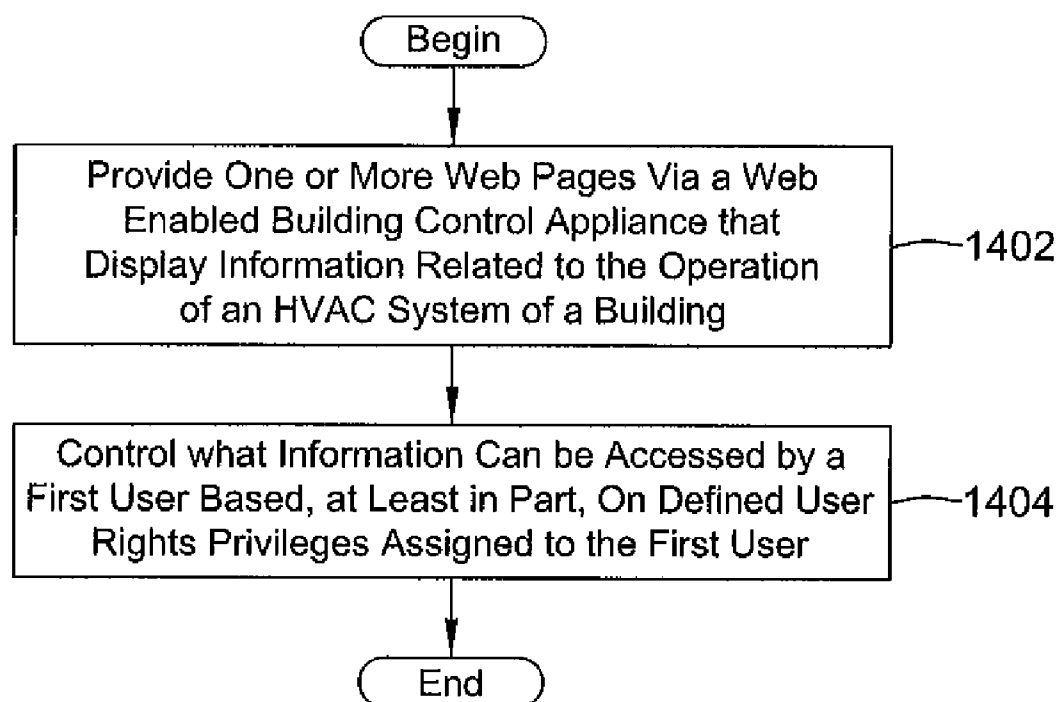 Begin
Provide One or More Web Pages Via a Web
Enabled Building Control Appliance that
Display Information Related to the Operation
of an HVAC System of a Building
1402
Control what Information Can be Accessed by a
First User Based, at Least in Part, On Defined User
Rights Privileges Assigned to the First User
1404
End